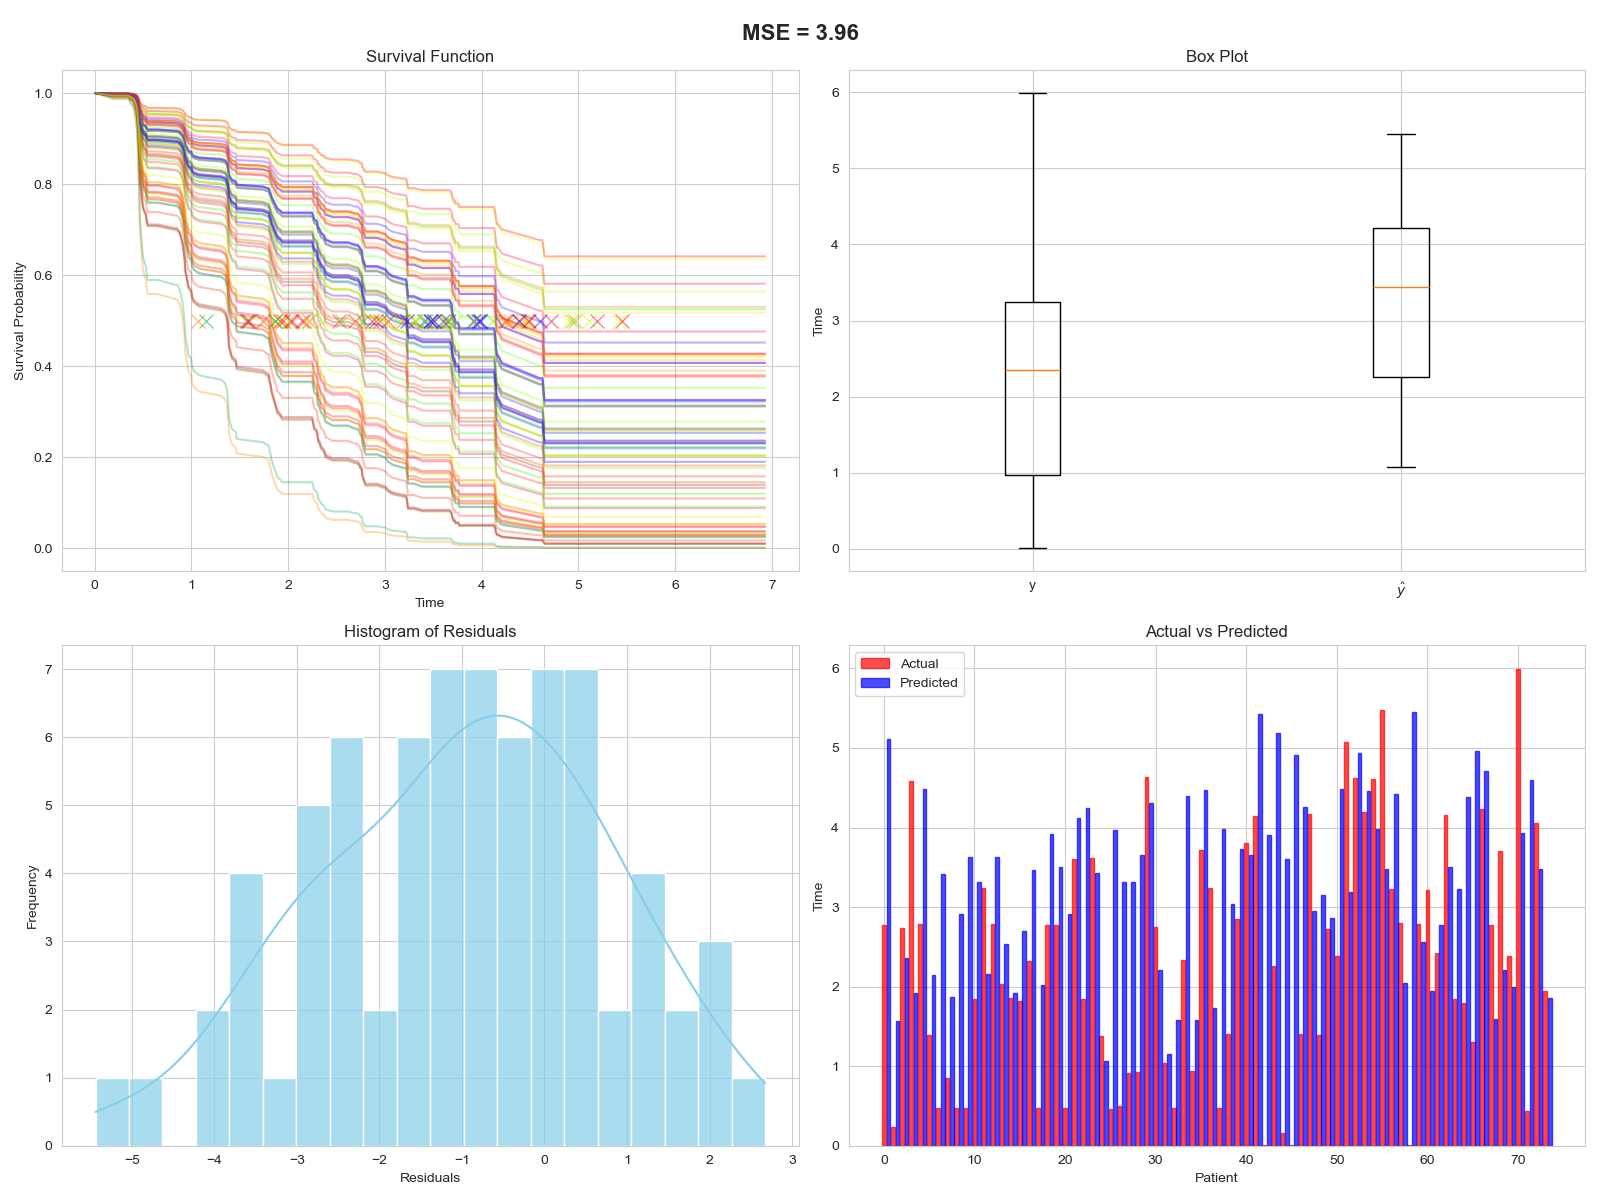 MSE = 3.96
Survival Function
Survival Probability
1.0
0.8
0.6
0.4
0.2
0.0
0 1 2 3 4 5 6 7
Time
Box Plot
Time
6
5
4
3
2
1
0
y ŷ
Histogram of Residuals
Frequency
7
6
5
4
3
2
1
0
−5 −4 −3 −2 −1 0 1 2 3
Residuals
Actual vs Predicted
Actual
Predicted
Time
6
5
4
3
2
1
0
0 10 20 30 40 50 60 70
Patient